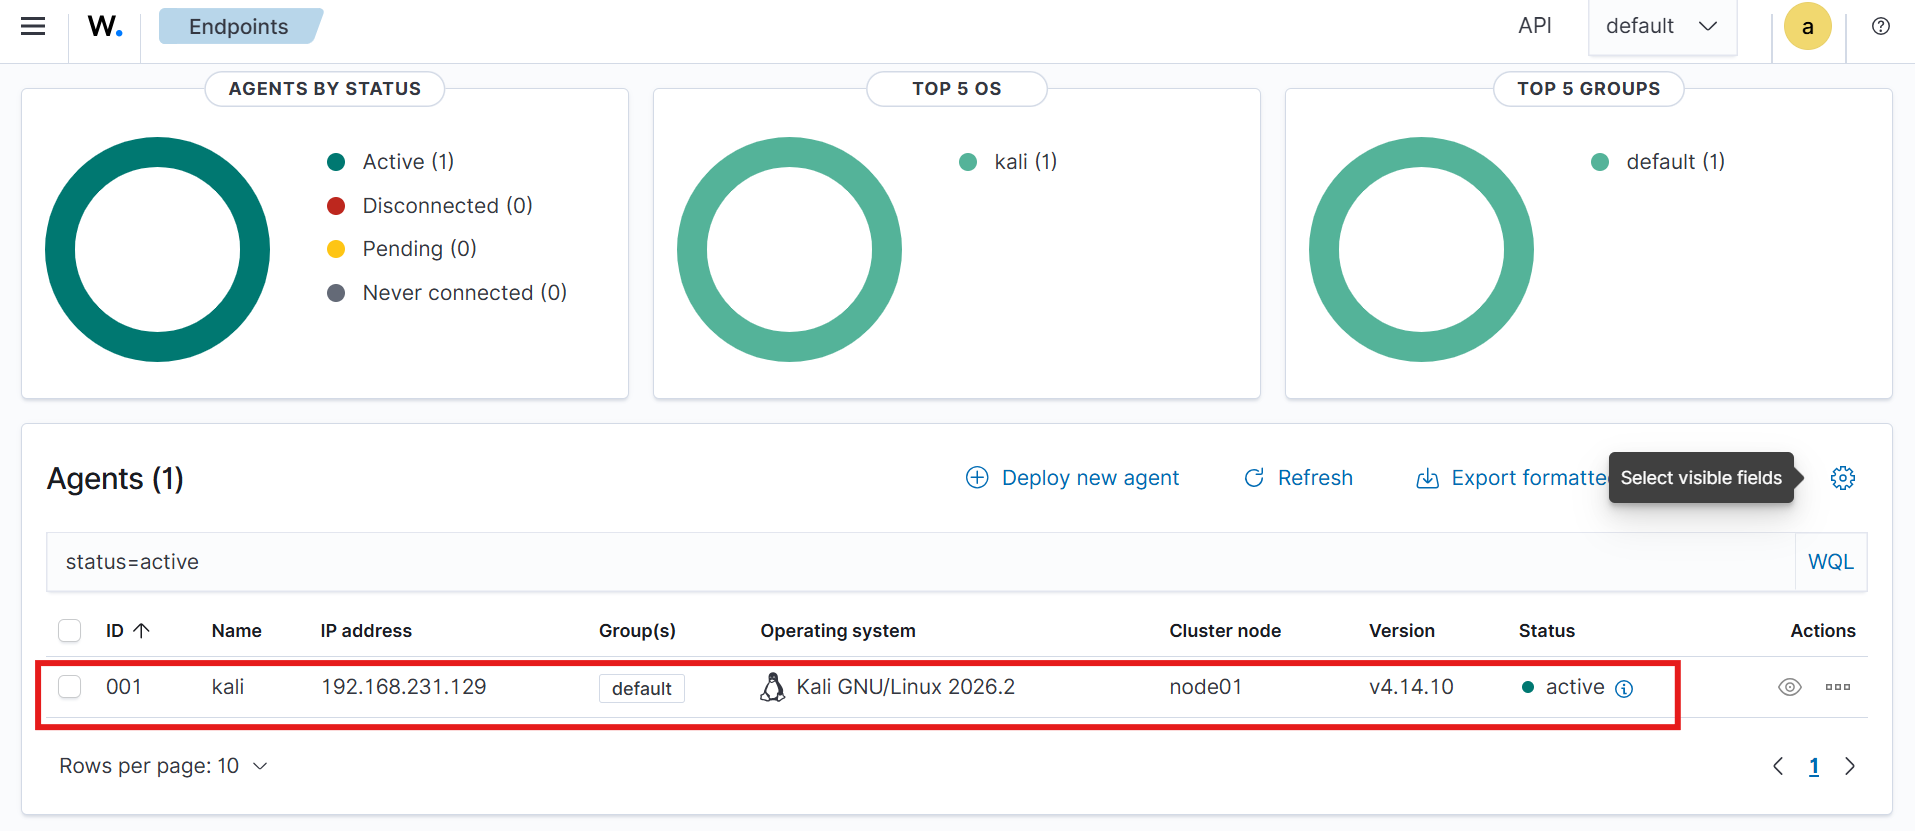 W. Endpoints API default a
AGENTS BY STATUS TOP 5 OS TOP 5 GROUPS
Active (1) kali (1) default (1)
Disconnected (0)
Pending (0)
Never connected (0)
Agents (1) Deploy new agent Refresh Export formatte Select visible fields
status=active WQL
ID Name IP address Group(s) Operating system Cluster node Version Status Actions
001 kali 192.168.231.129 default Kali GNU/Linux 2026.2 node01 v4.14.10 active
Rows per page: 10 1